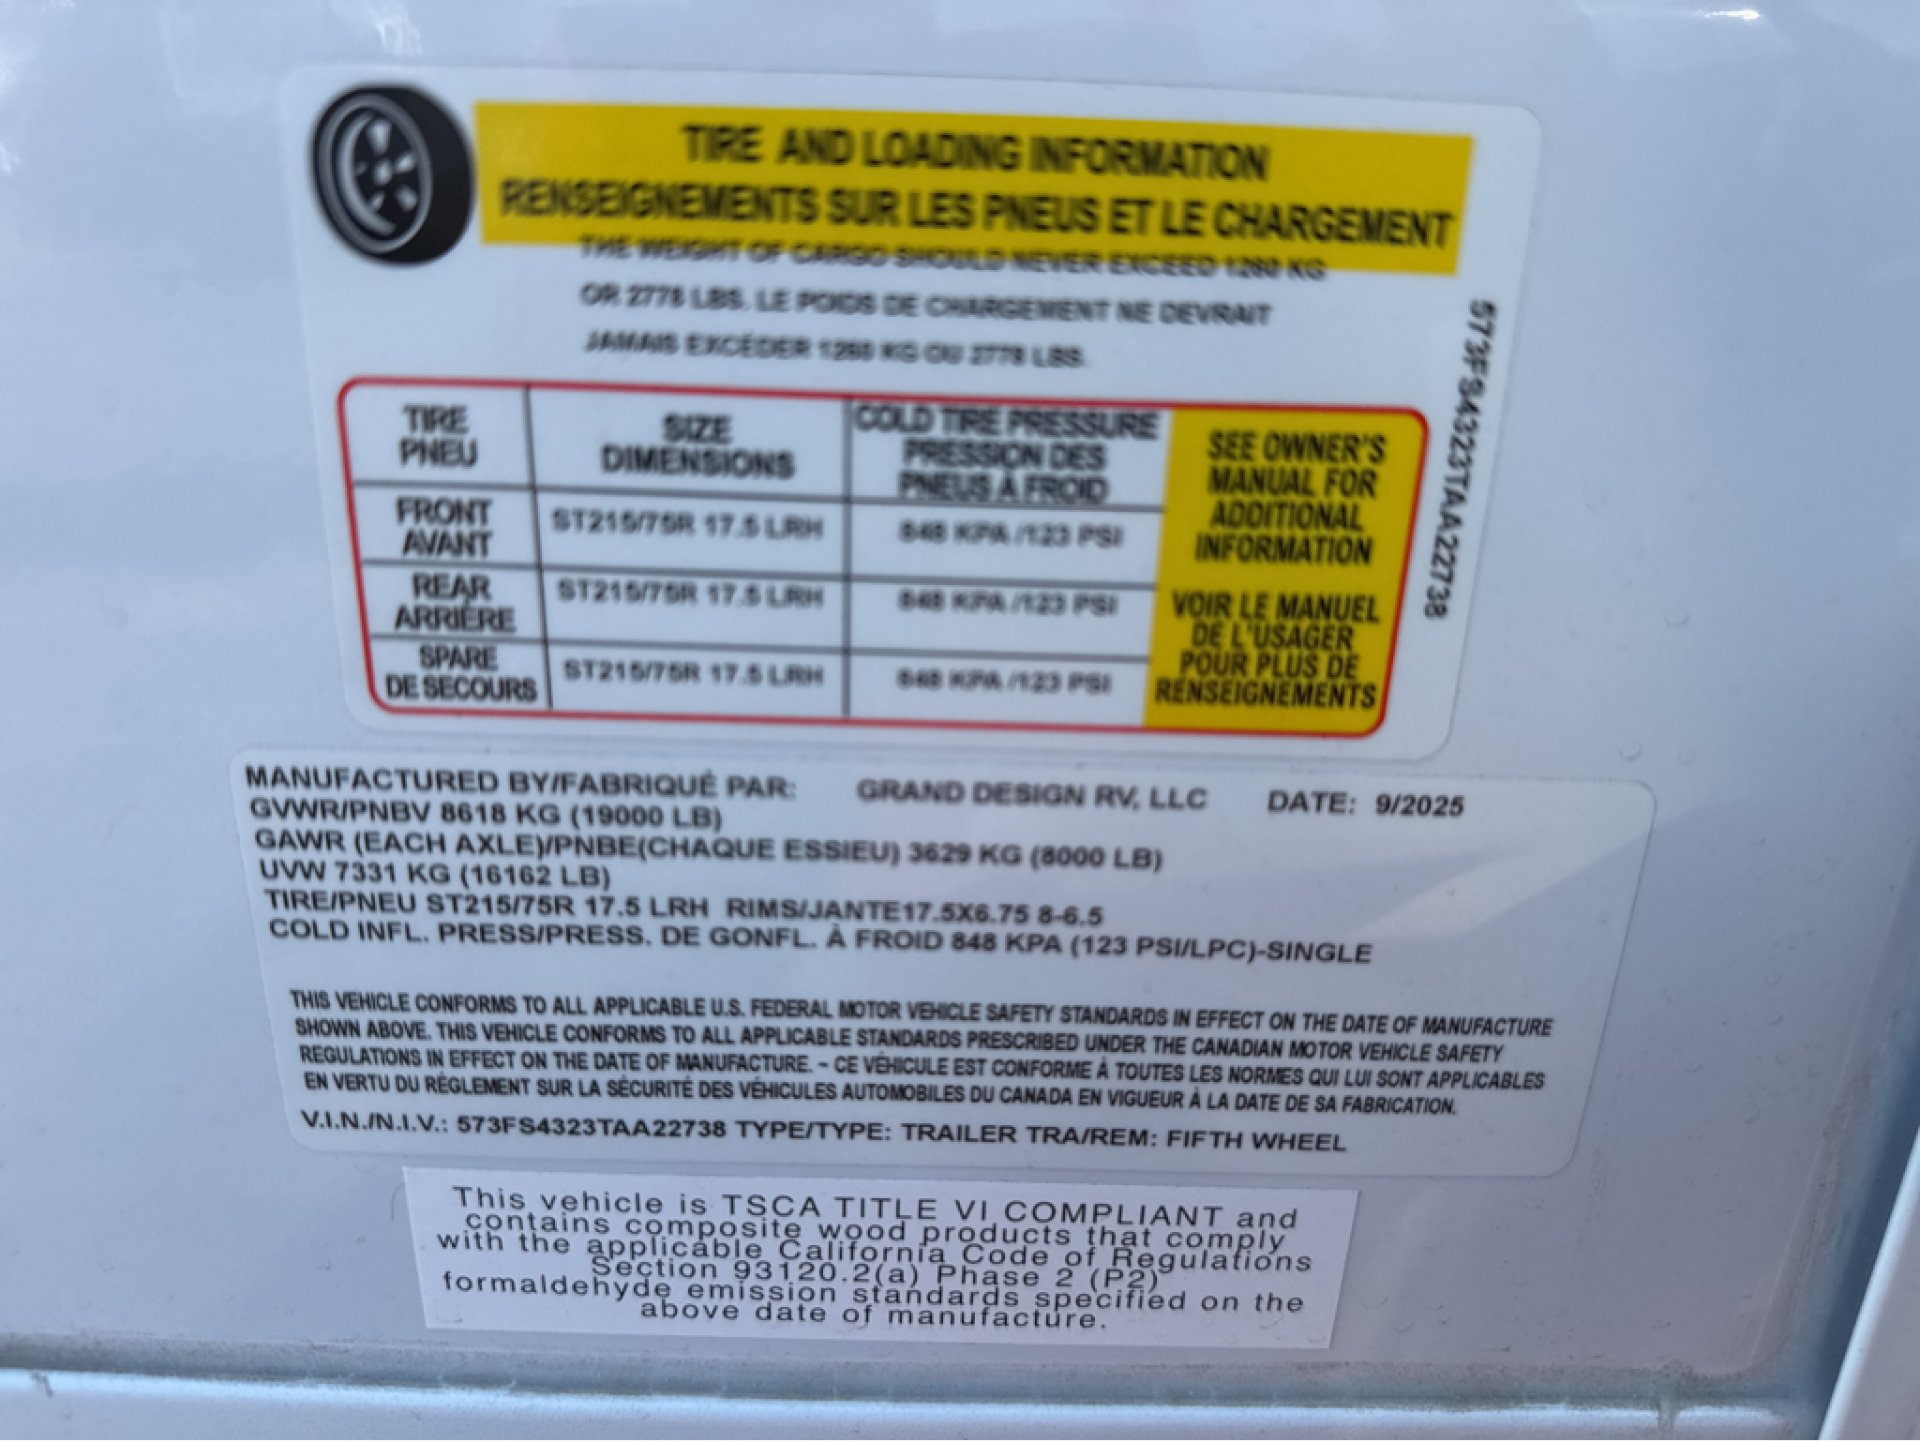 TIRE AND LOADING INFORMATION
RENSEIGNEMENTS SUR LES PNEUS ET LE CHARGEMENT
THE WEIGHT OF CARGO SHOULD NEVER EXCEED 1260 KG
OR 2778 LBS. LE POIDS DE CHARGEMENT NE DEVRAIT
JAMAIS EXCÉDER 1260 KG OU 2778 LBS.
TIRE
PNEU
SIZE
DIMENSIONS
COLD TIRE PRESSURE
PRESSION DES
PNEUS À FROID
FRONT
AVANT
ST215/75R 17.5 LRH
848 KPA /123 PSI
REAR
ARRIÈRE
ST215/75R 17.5 LRH
848 KPA /123 PSI
SPARE
DE SECOURS
ST215/75R 17.5 LRH
848 KPA /123 PSI
SEE OWNER'S
MANUAL FOR
ADDITIONAL
INFORMATION
VOIR LE MANUEL
DE L'USAGER
POUR PLUS DE
RENSEIGNEMENTS
573FS4323TAA22738
MANUFACTURED BY/FABRIQUÉ PAR: GRAND DESIGN RV, LLC DATE: 9/2025
GVWR/PNBV 8618 KG (19000 LB)
GAWR (EACH AXLE)/PNBE(CHAQUE ESSIEU) 3629 KG (8000 LB)
UVW 7331 KG (16162 LB)
TIRE/PNEU ST215/75R 17.5 LRH RIMS/JANTE17.5X6.75 8-6.5
COLD INFL. PRESS/PRESS. DE GONFL. À FROID 848 KPA (123 PSI/LPC)-SINGLE
THIS VEHICLE CONFORMS TO ALL APPLICABLE U.S. FEDERAL MOTOR VEHICLE SAFETY STANDARDS IN EFFECT ON THE DATE OF MANUFACTURE
SHOWN ABOVE. THIS VEHICLE CONFORMS TO ALL APPLICABLE STANDARDS PRESCRIBED UNDER THE CANADIAN MOTOR VEHICLE SAFETY
REGULATIONS IN EFFECT ON THE DATE OF MANUFACTURE. ~ CE VÉHICULE EST CONFORME À TOUTES LES NORMES QUI LUI SONT APPLICABLES
EN VERTU DU RÈGLEMENT SUR LA SÉCURITÉ DES VÉHICULES AUTOMOBILES DU CANADA EN VIGUEUR À LA DATE DE SA FABRICATION.
V.I.N./N.I.V.: 573FS4323TAA22738 TYPE/TYPE: TRAILER TRA/REM: FIFTH WHEEL
This vehicle is TSCA TITLE VI COMPLIANT and
contains composite wood products that comply
with the applicable California Code of Regulations
Section 93120.2(a) Phase 2 (P2)
formaldehyde emission standards specified on the
above date of manufacture.